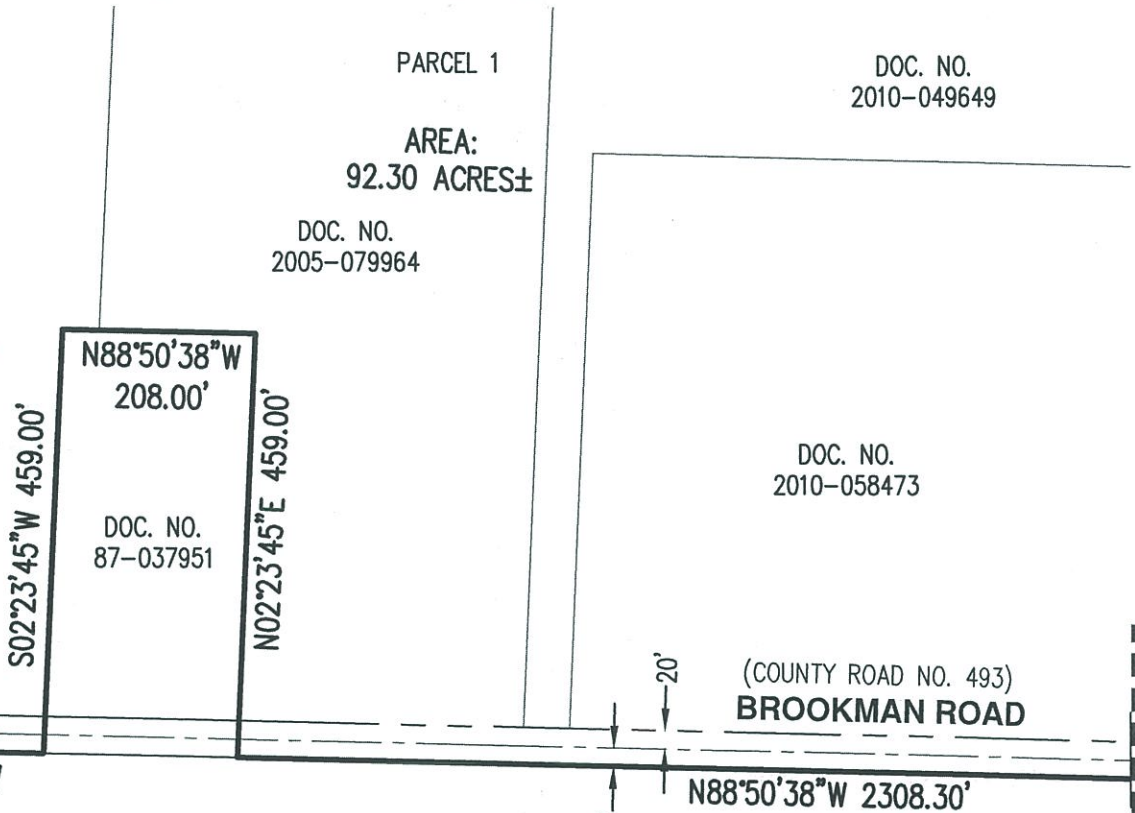 PARCEL 1
AREA:
92.30 ACRES±
DOC. NO.
2005-079964
DOC. NO.
2010-049649
N88°50'38"W
208.00'
S02°23'45"W 459.00'
DOC. NO.
87-037951
N02°23'45"E 459.00'
DOC. NO.
2010-058473
20'
(COUNTY ROAD NO. 493)
BROOKMAN ROAD
N88°50'38"W 2308.30'